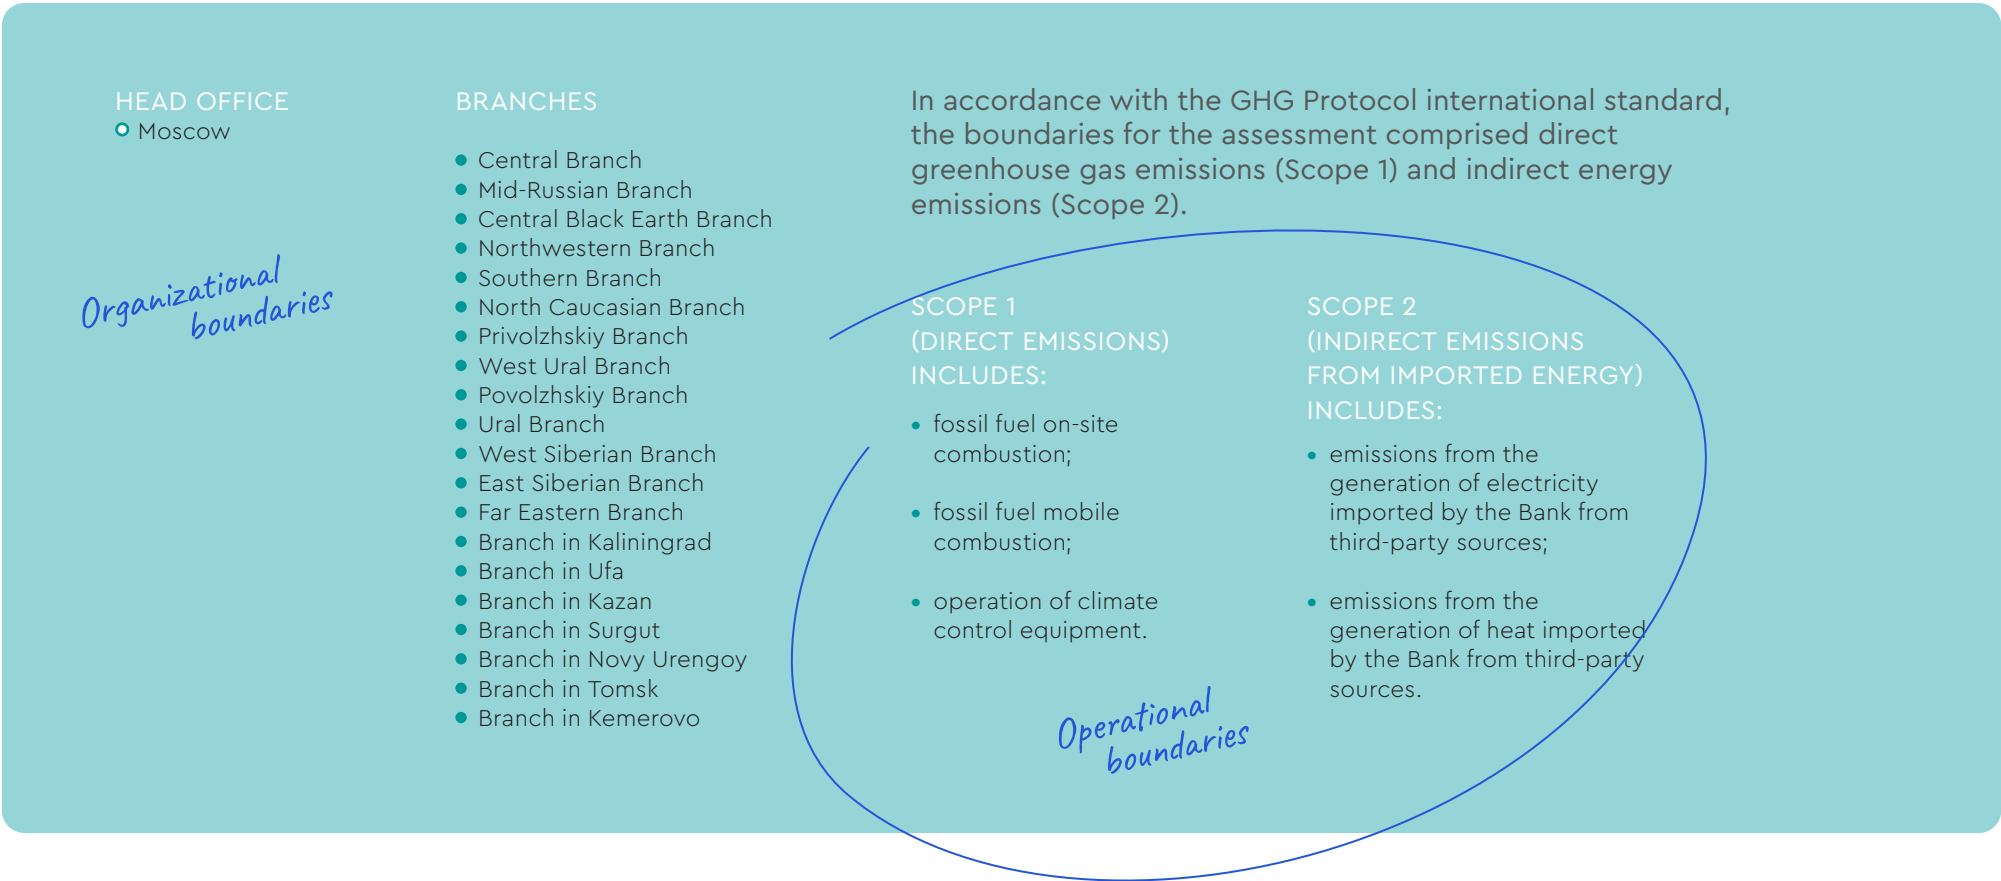 HEAD OFFICE
Moscow
Organizational
boundaries
BRANCHES
Central Branch
Mid-Russian Branch
Central Black Earth Branch
Northwestern Branch
Southern Branch
North Caucasian Branch
Privolzhskiy Branch
West Ural Branch
Povolzhskiy Branch
Ural Branch
West Siberian Branch
East Siberian Branch
Far Eastern Branch
Branch in Kaliningrad
Branch in Ufa
Branch in Kazan
Branch in Surgut
Branch in Novy Urengoy
Branch in Tomsk
Branch in Kemerovo
In accordance with the GHG Protocol international standard,
the boundaries for the assessment comprised direct
greenhouse gas emissions (Scope 1) and indirect energy
emissions (Scope 2).
SCOPE 1
(DIRECT EMISSIONS)
INCLUDES:
fossil fuel on-site
combustion;
fossil fuel mobile
combustion;
operation of climate
control equipment.
SCOPE 2
(INDIRECT EMISSIONS
FROM IMPORTED ENERGY)
INCLUDES:
emissions from the
generation of electricity
imported by the Bank from
third-party sources;
emissions from the
generation of heat imported
by the Bank from third-party
sources.
Operational
boundaries